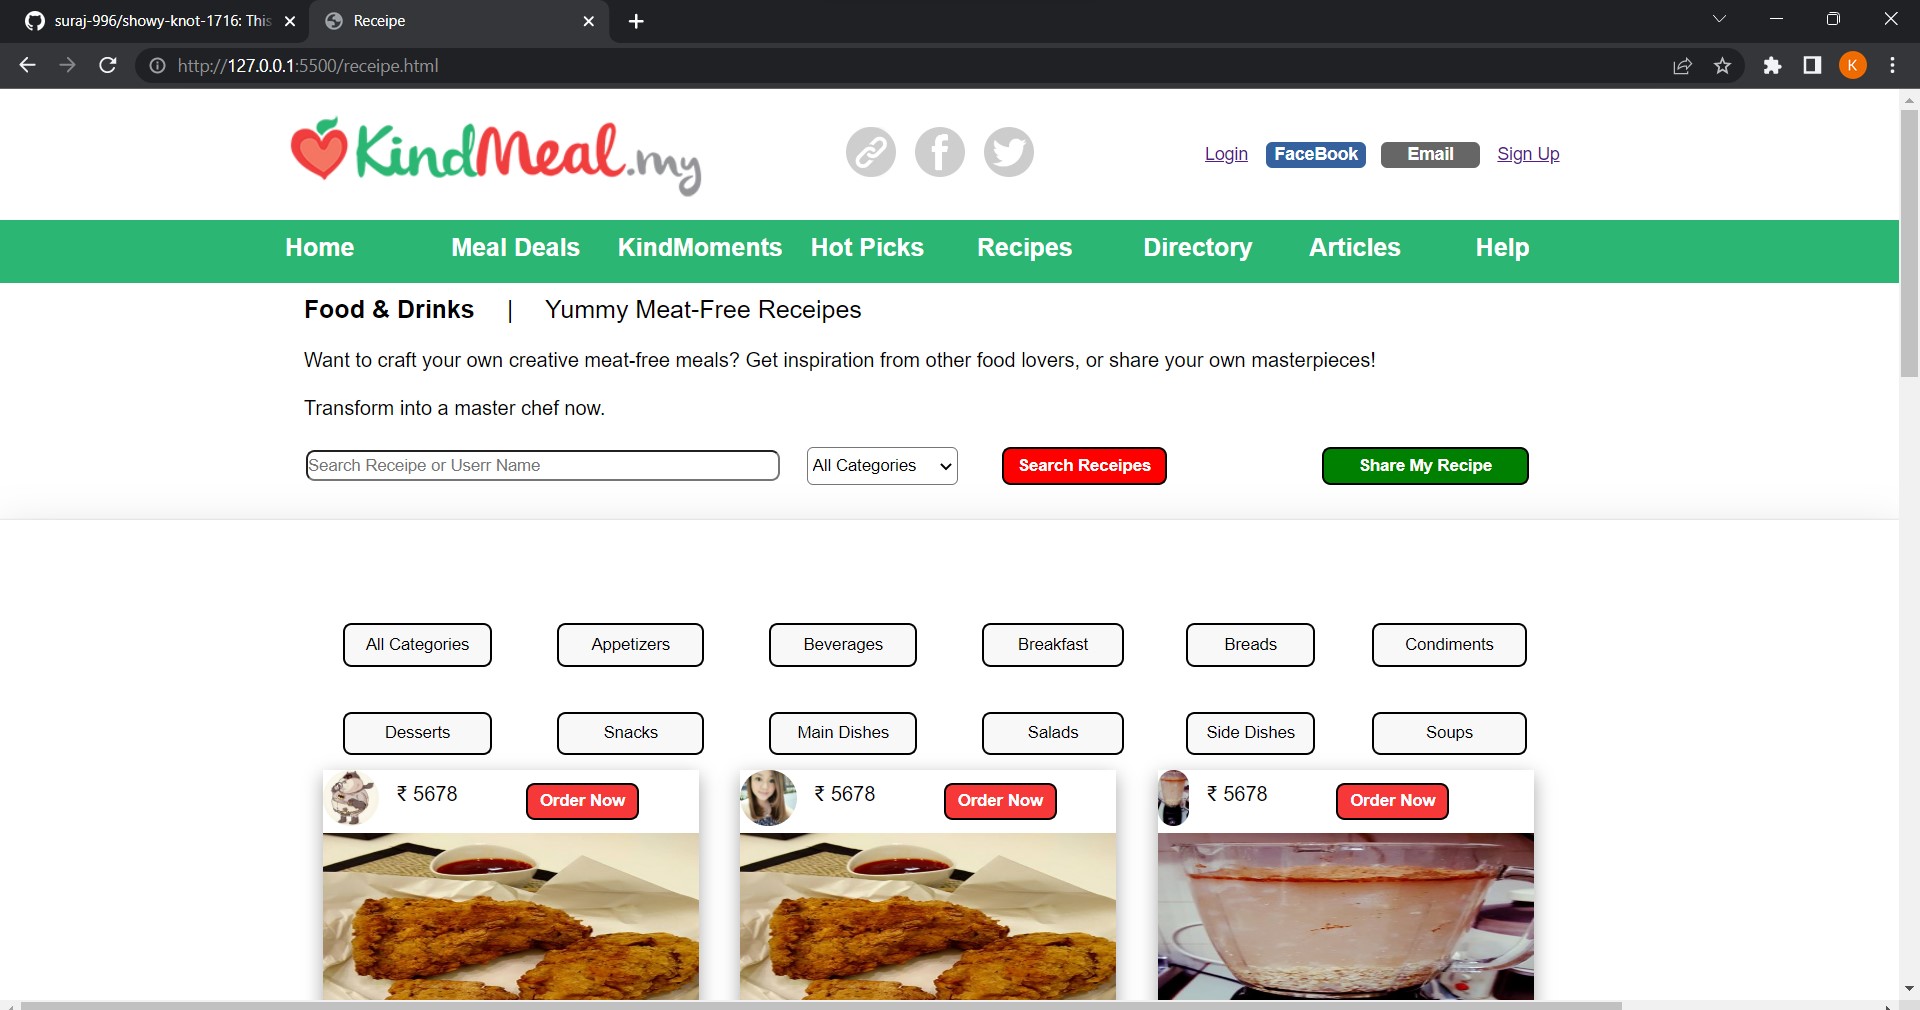 suraj-996/showy-knot-1716: This
Receipe
http://127.0.0.1:5500/receipe.html
K
KindMeal.my
Login FaceBook Email Sign Up
Home Meal Deals KindMoments Hot Picks Recipes Directory Articles Help
Food & Drinks | Yummy Meat-Free Receipes
Want to craft your own creative meat-free meals? Get inspiration from other food lovers, or share your own masterpieces!
Transform into a master chef now.
Search Receipe or Userr Name All Categories Search Receipes Share My Recipe
All Categories Appetizers Beverages Breakfast Breads Condiments
Desserts Snacks Main Dishes Salads Side Dishes Soups
₹ 5678 Order Now ₹ 5678 Order Now ₹ 5678 Order Now